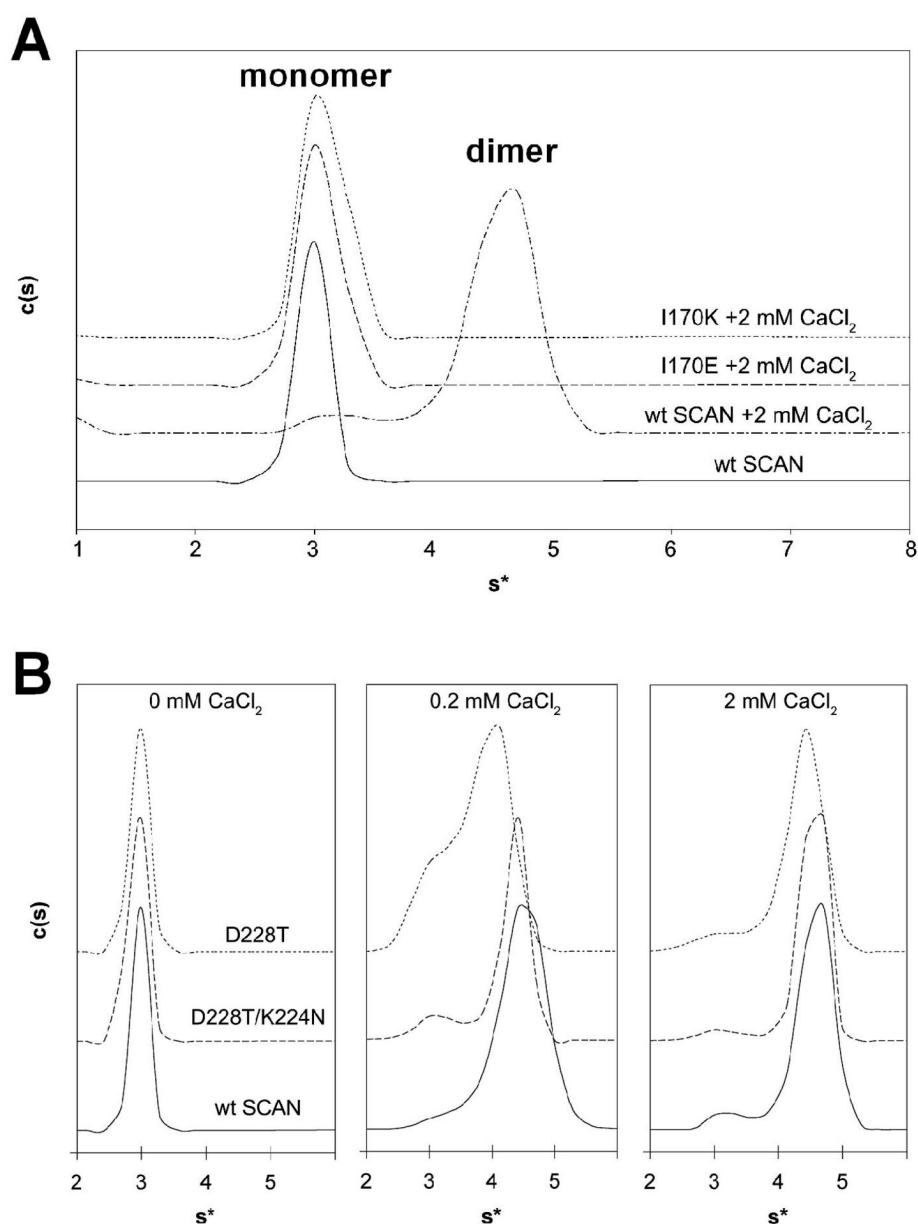 A
monomer
dimer
c(s)
I170K +2 mM CaCl₂
I170E +2 mM CaCl₂
wt SCAN +2 mM CaCl₂
wt SCAN
1 2 3 4 5 6 7 8
s*
B
0 mM CaCl₂ 0.2 mM CaCl₂ 2 mM CaCl₂
c(s)
D228T
D228T/K224N
wt SCAN
2 3 4 5 2 3 4 5 2 3 4 5
s* s* s*